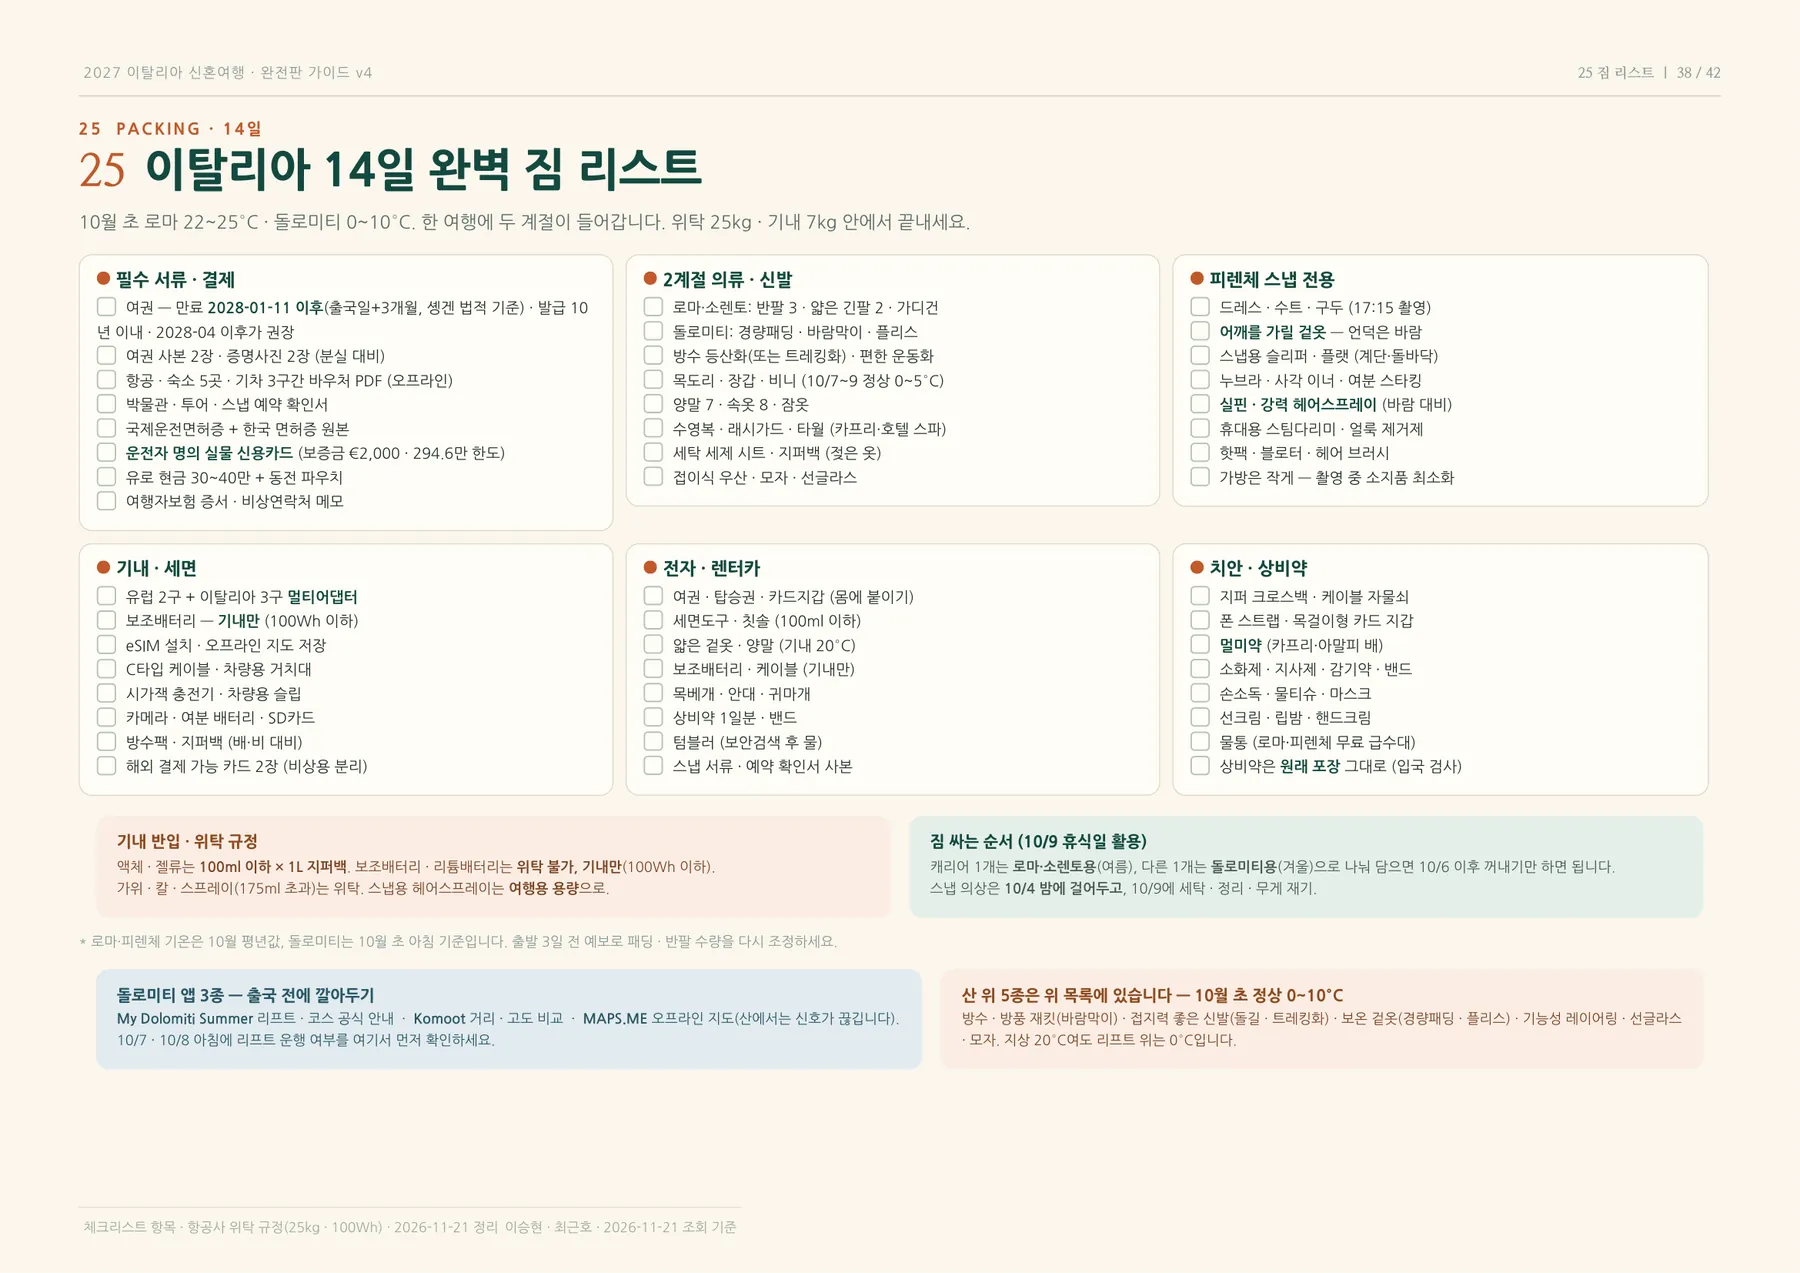 2027 이탈리아 신혼여행 · 완전판 가이드 v4
25 짐 리스트 | 38 / 42
25 PACKING · 14일
25 이탈리아 14일 완벽 짐 리스트
10월 초 로마 22~25°C · 돌로미티 0~10°C. 한 여행에 두 계절이 들어갑니다. 위탁 25kg · 기내 7kg 안에서 끝내세요.
필수 서류 · 결제
여권 — 만료 2028-01-11 이후(출국일+3개월, 솅겐 법적 기준) · 발급 10
년 이내 · 2028-04 이후가 권장
여권 사본 2장 · 증명사진 2장 (분실 대비)
항공 · 숙소 5곳 · 기차 3구간 바우처 PDF (오프라인)
박물관 · 투어 · 스냅 예약 확인서
국제운전면허증 + 한국 면허증 원본
운전자 명의 실물 신용카드 (보증금 €2,000 · 294.6만 한도)
유로 현금 30~40만 + 동전 파우치
여행자보험 증서 · 비상연락처 메모
2계절 의류 · 신발
로마·소렌토: 반팔 3 · 얇은 긴팔 2 · 가디건
돌로미티: 경량패딩 · 바람막이 · 플리스
방수 등산화(또는 트레킹화) · 편한 운동화
목도리 · 장갑 · 비니 (10/7~9 정상 0~5°C)
양말 7 · 속옷 8 · 잠옷
수영복 · 래시가드 · 타월 (카프리·호텔 스파)
세탁 세제 시트 · 지퍼백 (젖은 옷)
접이식 우산 · 모자 · 선글라스
피렌체 스냅 전용
드레스 · 수트 · 구두 (17:15 촬영)
어깨를 가릴 겉옷 — 언덕은 바람
스냅용 슬리퍼 · 플랫 (계단·돌바닥)
누브라 · 사각 이너 · 여분 스타킹
실핀 · 강력 헤어스프레이 (바람 대비)
휴대용 스팀다리미 · 얼룩 제거제
핫팩 · 블로터 · 헤어 브러시
가방은 작게 — 촬영 중 소지품 최소화
기내 · 세면
유럽 2구 + 이탈리아 3구 멀티어댑터
보조배터리 — 기내만 (100Wh 이하)
eSIM 설치 · 오프라인 지도 저장
C타입 케이블 · 차량용 거치대
시가잭 충전기 · 차량용 슬립
카메라 · 여분 배터리 · SD카드
방수팩 · 지퍼백 (배·비 대비)
해외 결제 가능 카드 2장 (비상용 분리)
전자 · 렌터카
여권 · 탑승권 · 카드지갑 (몸에 붙이기)
세면도구 · 칫솔 (100ml 이하)
얇은 겉옷 · 양말 (기내 20°C)
보조배터리 · 케이블 (기내만)
목베개 · 안대 · 귀마개
상비약 1일분 · 밴드
텀블러 (보안검색 후 물)
스냅 서류 · 예약 확인서 사본
치안 · 상비약
지퍼 크로스백 · 케이블 자물쇠
폰 스트랩 · 목걸이형 카드 지갑
멀미약 (카프리·아말피 배)
소화제 · 지사제 · 감기약 · 밴드
손소독 · 물티슈 · 마스크
선크림 · 립밤 · 핸드크림
물통 (로마·피렌체 무료 급수대)
상비약은 원래 포장 그대로 (입국 검사)
기내 반입 · 위탁 규정
액체 · 젤류는 100ml 이하 × 1L 지퍼백. 보조배터리 · 리튬배터리는 위탁 불가, 기내만(100Wh 이하).
가위 · 칼 · 스프레이(175ml 초과)는 위탁. 스냅용 헤어스프레이는 여행용 용량으로.
짐 싸는 순서 (10/9 휴식일 활용)
캐리어 1개는 로마·소렌토용(여름), 다른 1개는 돌로미티용(겨울)으로 나눠 담으면 10/6 이후 꺼내기만 하면 됩니다.
스냅 의상은 10/4 밤에 걸어두고, 10/9에 세탁 · 정리 · 무게 재기.
* 로마·피렌체 기온은 10월 평년값, 돌로미티는 10월 초 아침 기준입니다. 출발 3일 전 예보로 패딩 · 반팔 수량을 다시 조정하세요.
돌로미티 앱 3종 — 출국 전에 깔아두기
My Dolomiti Summer 리프트 · 코스 공식 안내 · Komoot 거리 · 고도 비교 · MAPS.ME 오프라인 지도(산에서는 신호가 끊깁니다).
10/7 · 10/8 아침에 리프트 운행 여부를 여기서 먼저 확인하세요.
산 위 5종은 위 목록에 있습니다 — 10월 초 정상 0~10°C
방수 · 방풍 재킷(바람막이) · 접지력 좋은 신발(돌길 · 트레킹화) · 보온 겉옷(경량패딩 · 플리스) · 기능성 레이어링 · 선글라스
· 모자. 지상 20°C여도 리프트 위는 0°C입니다.
체크리스트 항목 · 항공사 위탁 규정(25kg · 100Wh) · 2026-11-21 정리 이승현 · 최근호 · 2026-11-21 조회 기준